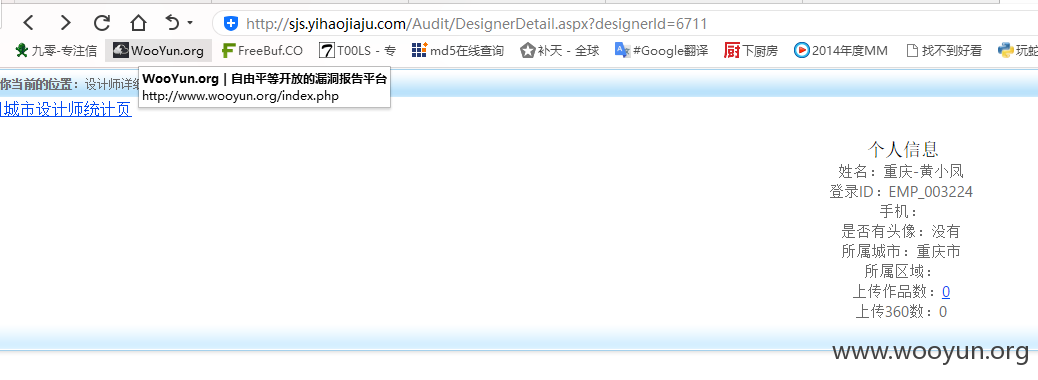 http://sjs.yihaojiaju.com/Audit/DesignerDetail.aspx?designerId=6711
九零-专注信 WooYun.org FreeBuf.CO T00LS - 专 md5在线查询 补天 - 全球 #Google翻译 下厨房 2014年度MM 找不到好看 玩蛇
WooYun.org | 自由平等开放的漏洞报告平台
http://www.wooyun.org/index.php
你当前的位置：设计师详细
城市设计师统计页
个人信息
姓名：重庆-黄小凤
登录ID：EMP_003224
手机：
是否有头像：没有
所属城市：重庆市
所属区域：
上传作品数：0
上传360数：0
www.wooyun.org